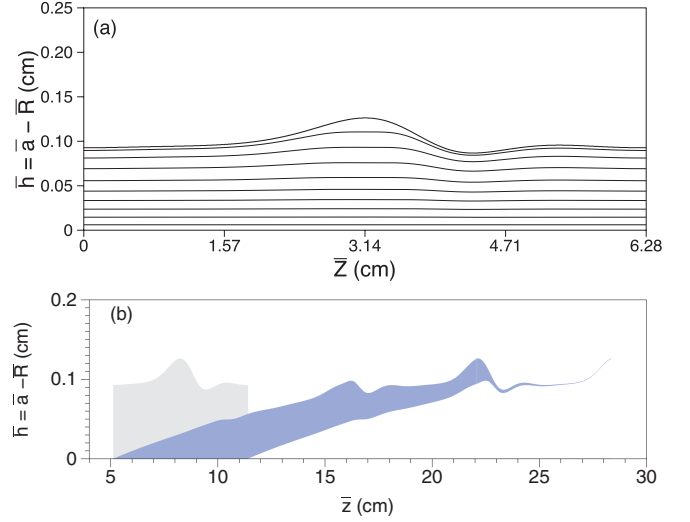 0.25
(a)
0.20
0.15
0.10
0.05
0
h̅ = a̅ – R̅ (cm)
0 1.57 3.14 4.71 6.28
Z̅ (cm)
0.2
(b)
0.1
0
h̅ = a̅ –R̅ (cm)
5 10 15 20 25 30
z̅ (cm)